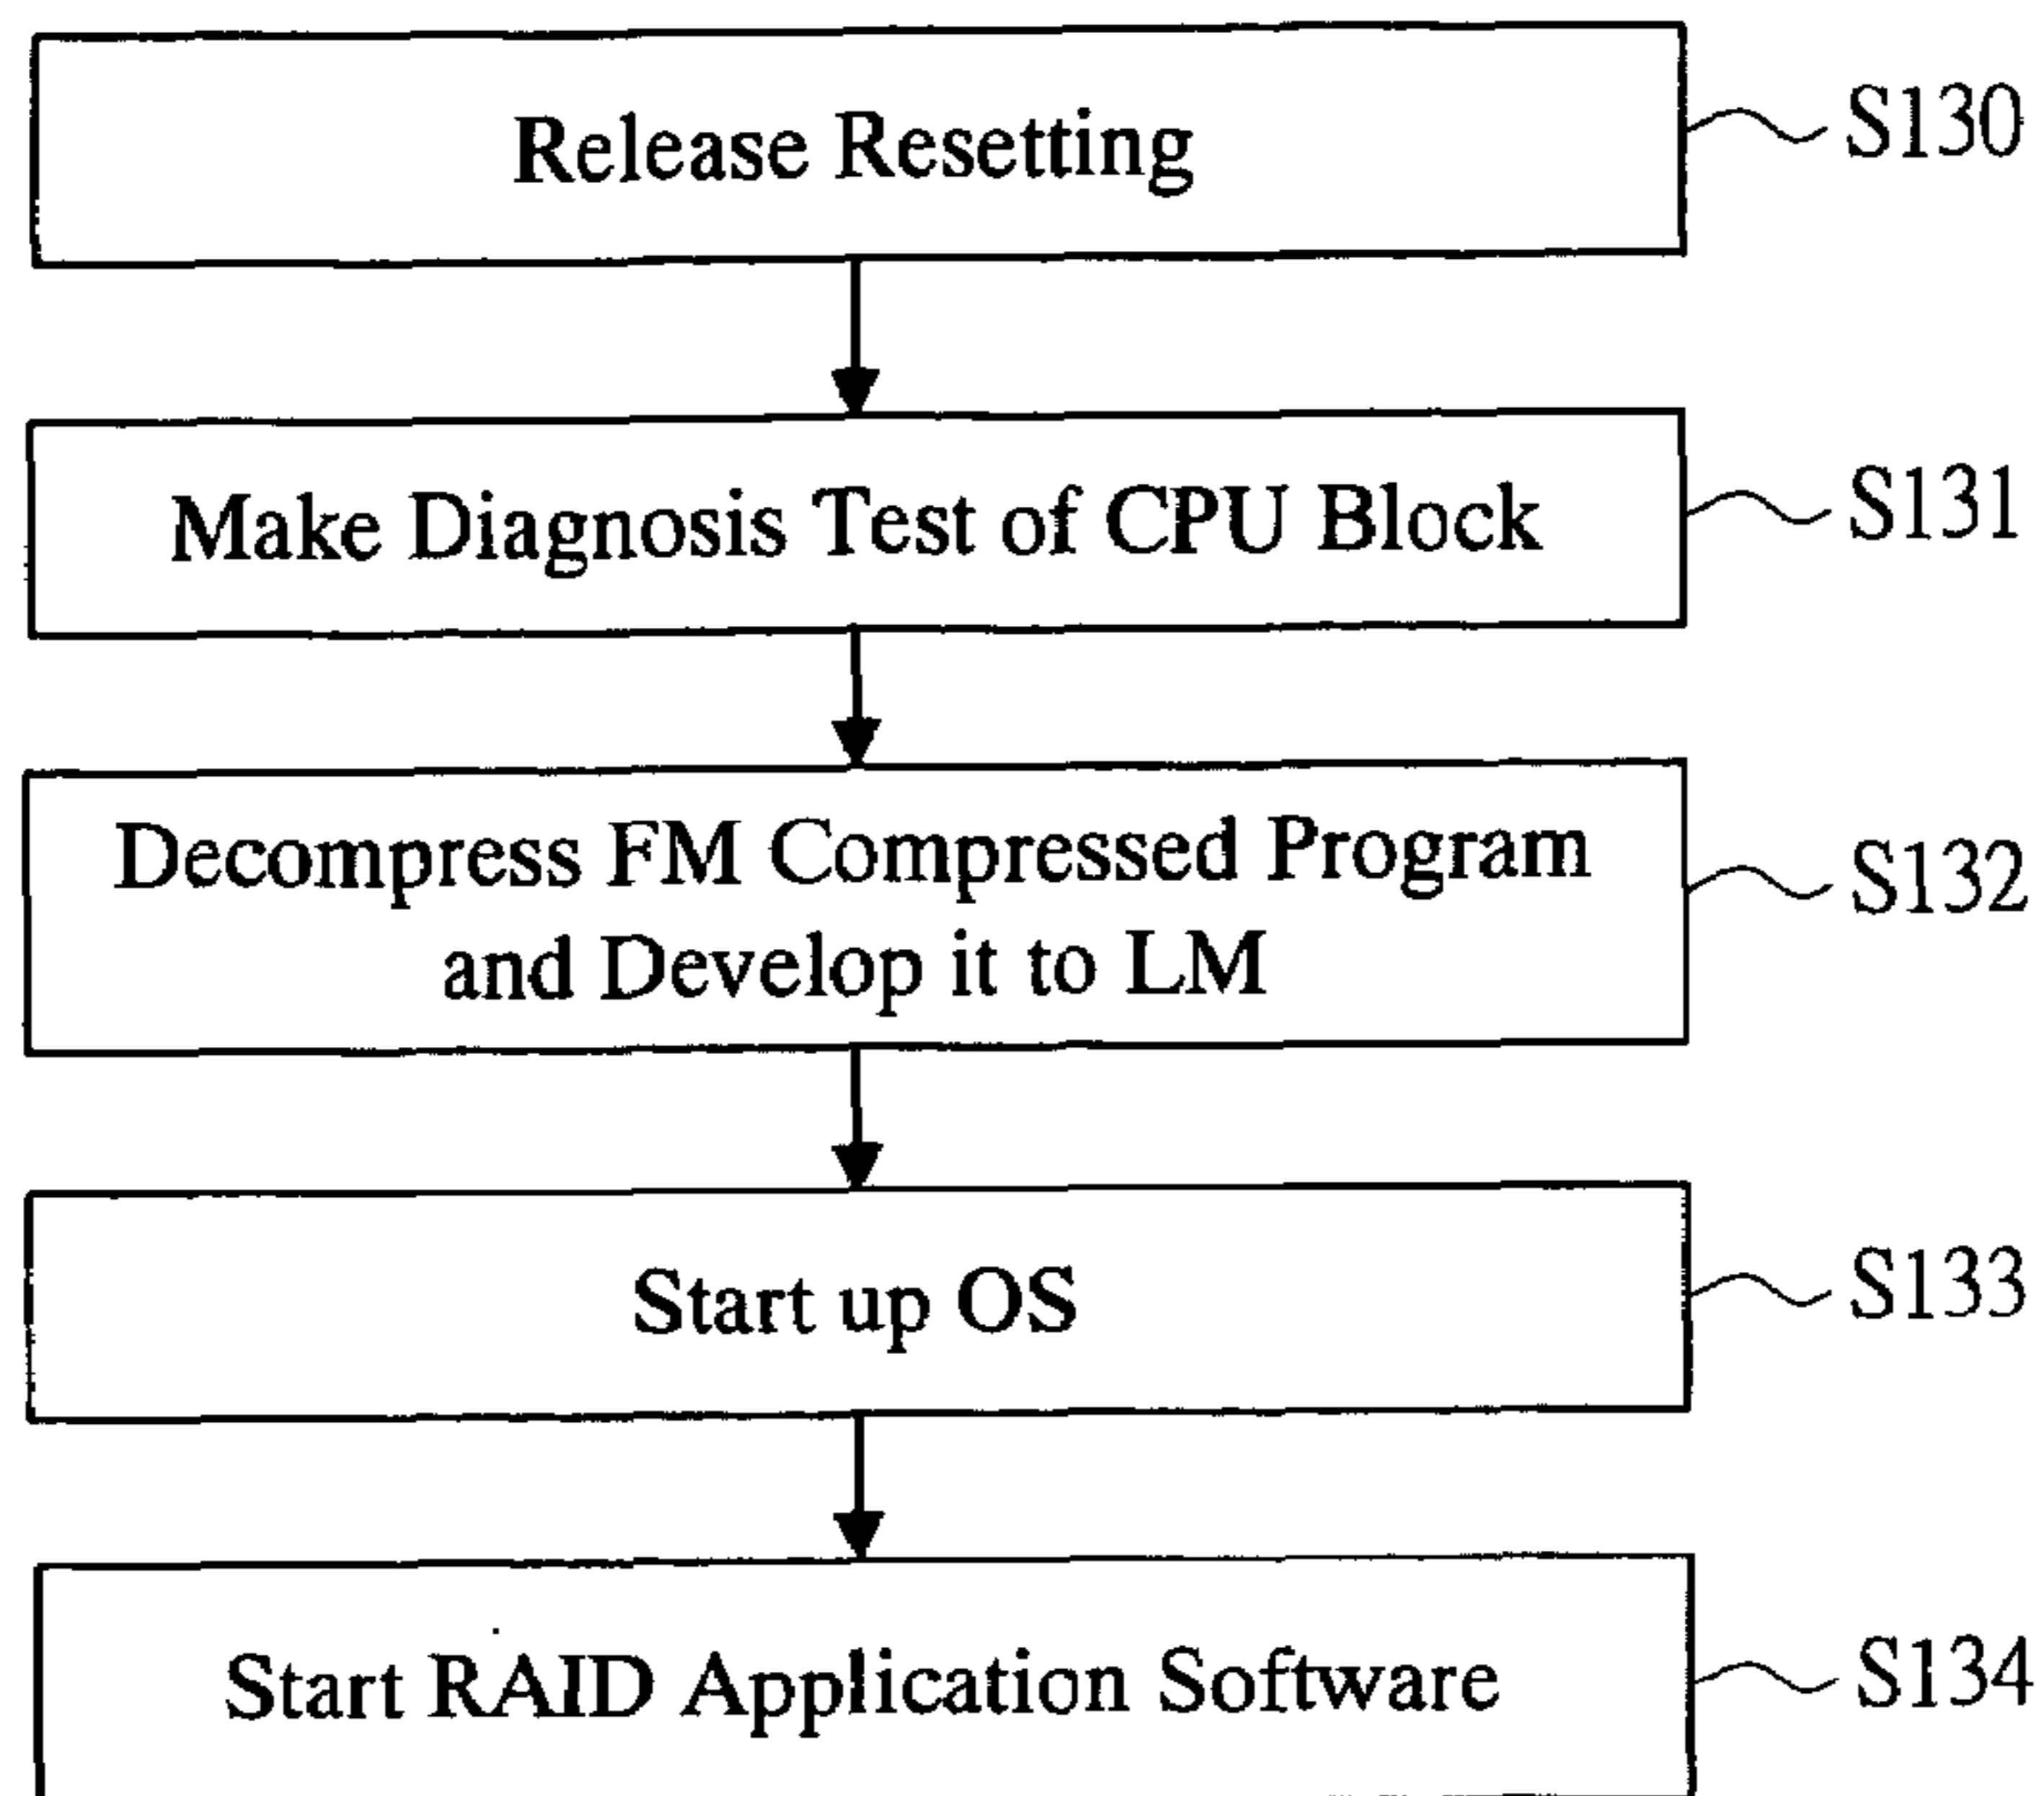 Release Resetting
S130
Make Diagnosis Test of CPU Block
S131
Decompress FM Compressed Program
and Develop it to LM
S132
Start up OS
S133
Start RAID Application Software
S134